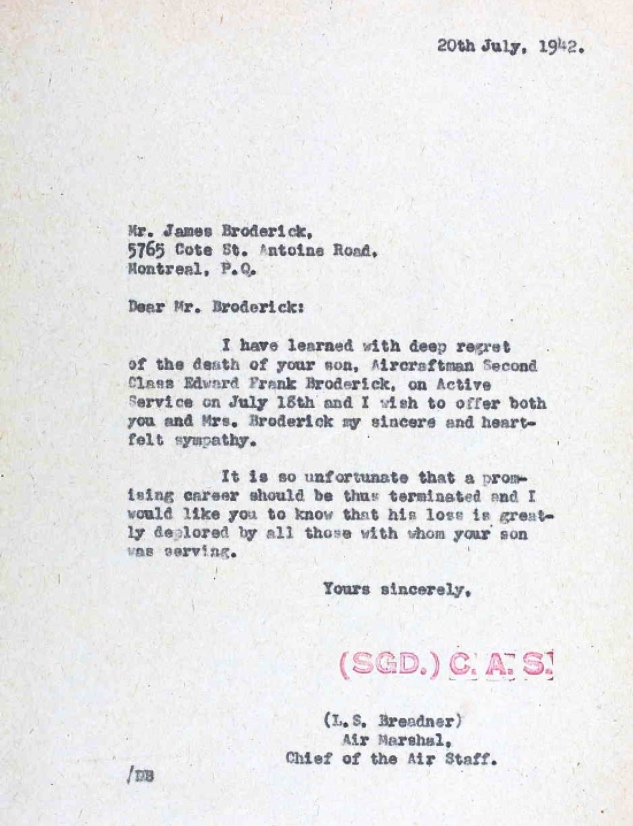 20th July, 1942.
Mr. James Broderick,
5765 Cote St. Antoine Road,
Montreal, P.Q.
Dear Mr. Broderick:
I have learned with deep regret
of the death of your son, Aircraftman Second
Class Edward Frank Broderick, on Active
Service on July 18th and I wish to offer both
you and Mrs. Broderick my sincere and heart-
felt sympathy.
It is so unfortunate that a prom-
ising career should be thus terminated and I
would like you to know that his loss is great-
ly deplored by all those with whom your son
was serving.
Yours sincerely,
(SGD.) C. A. S.
(L.S. Breadner)
Air Marshal,
Chief of the Air Staff.
/DB